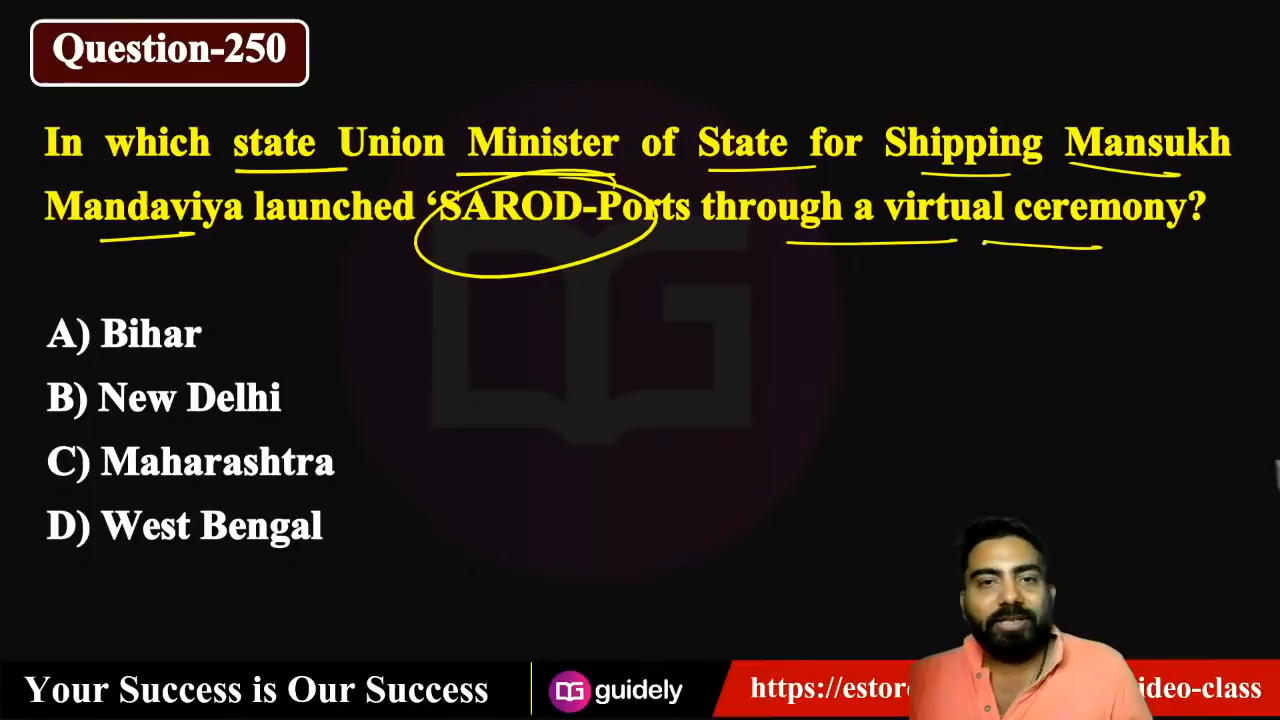 Question-250
In which state Union Minister of State for Shipping Mansukh
Mandaviya launched ‘SAROD-Ports through a virtual ceremony?
A) Bihar
B) New Delhi
C) Maharashtra
D) West Bengal
Your Success is Our Success
guidely
https://estor
ideo-class